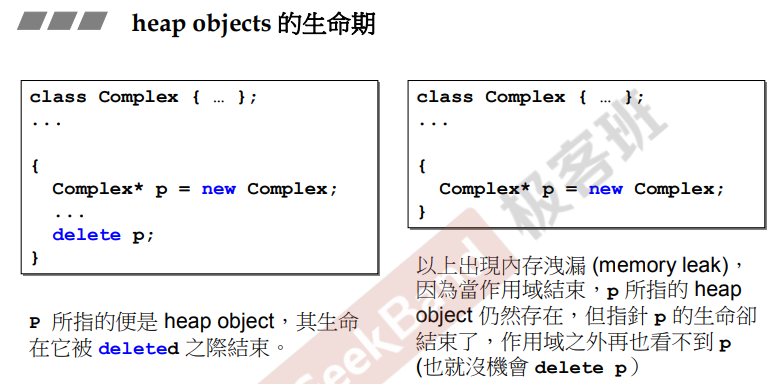 heap objects 的生命期
class Complex { … };
...
{
Complex* p = new Complex;
...
delete p;
}
P 所指的便是 heap object，其生命
在它被 deleted 之際結束。
class Complex { … };
...
{
Complex* p = new Complex;
}
以上出現內存洩漏 (memory leak)，
因為當作用域結束，p 所指的 heap
object 仍然存在，但指針 p 的生命卻
結束了，作用域之外再也看不到 p
(也就沒機會 delete p）
SeekBand 极客班